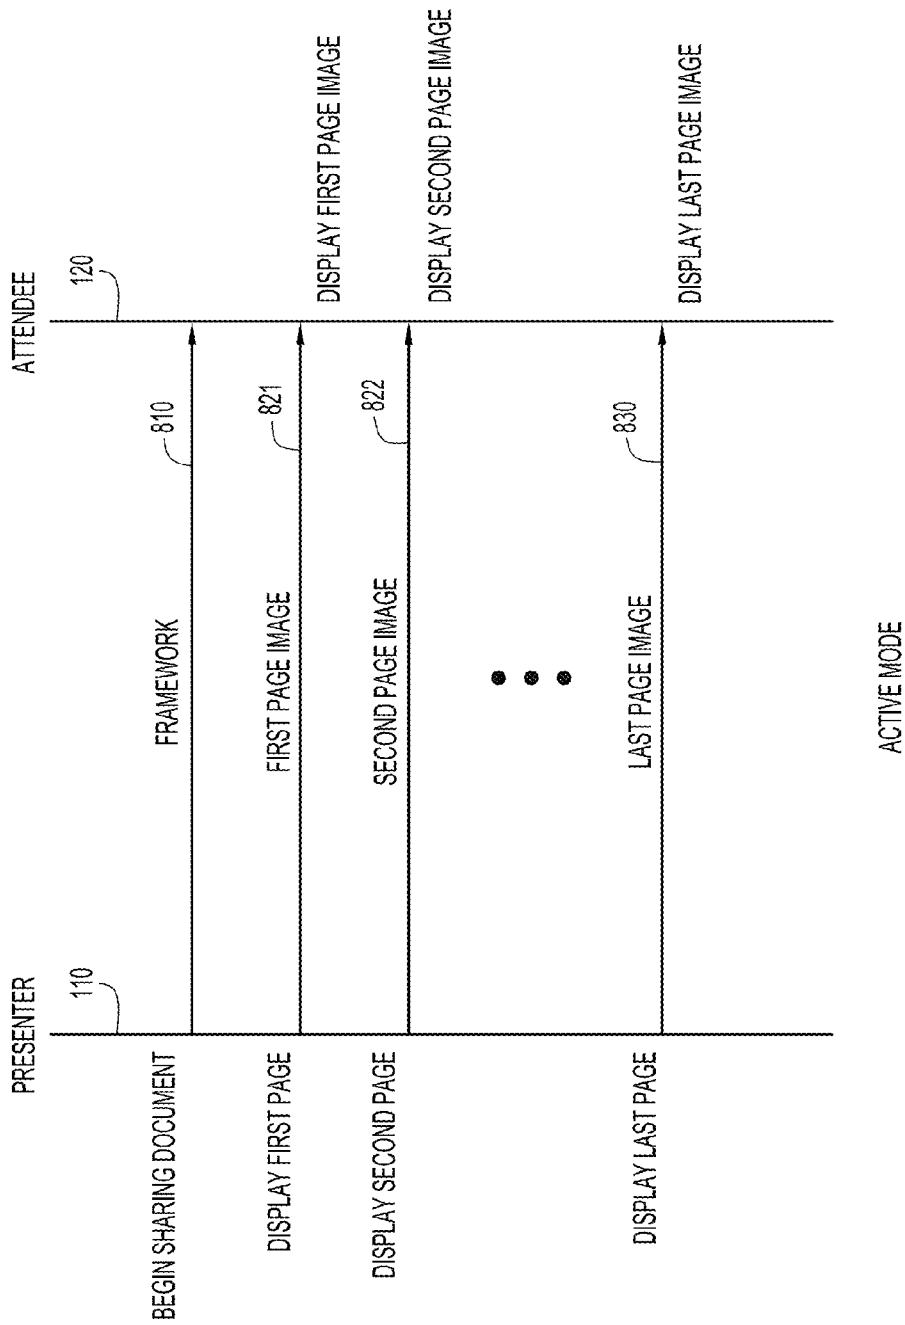 PRESENTER
ATTENDEE
110
120
BEGIN SHARING DOCUMENT
FRAMEWORK
810
DISPLAY FIRST PAGE
FIRST PAGE IMAGE
821
DISPLAY FIRST PAGE IMAGE
DISPLAY SECOND PAGE
SECOND PAGE IMAGE
822
DISPLAY SECOND PAGE IMAGE
DISPLAY LAST PAGE
LAST PAGE IMAGE
830
DISPLAY LAST PAGE IMAGE
ACTIVE MODE